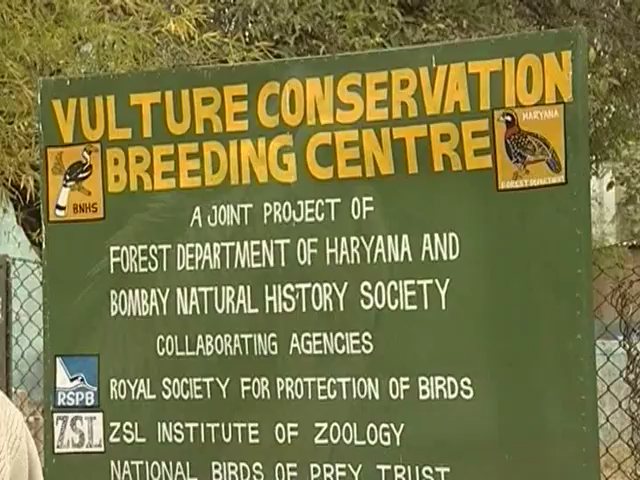 VULTURE CONSERVATION
BREEDING CENTRE
BNHS
HARYANA
FOREST DEPARTMENT
A JOINT PROJECT OF
FOREST DEPARTMENT OF HARYANA AND
BOMBAY NATURAL HISTORY SOCIETY
COLLABORATING AGENCIES
RSPB
ROYAL SOCIETY FOR PROTECTION OF BIRDS
ZSL
ZSL INSTITUTE OF ZOOLOGY
NATIONAL BIRDS OF PREY TRUST